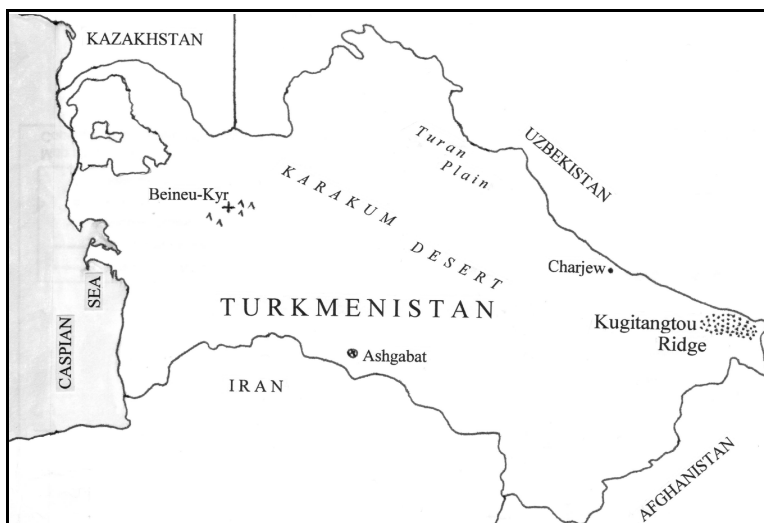 KAZAKHSTAN
UZBEKISTAN
Turan
Plain
Beineu-Kyr
KARAKUM DESERT
Charjew
CASPIAN
SEA
TURKMENISTAN
Kugitangtou
Ridge
Ashgabat
IRAN
AFGHANISTAN